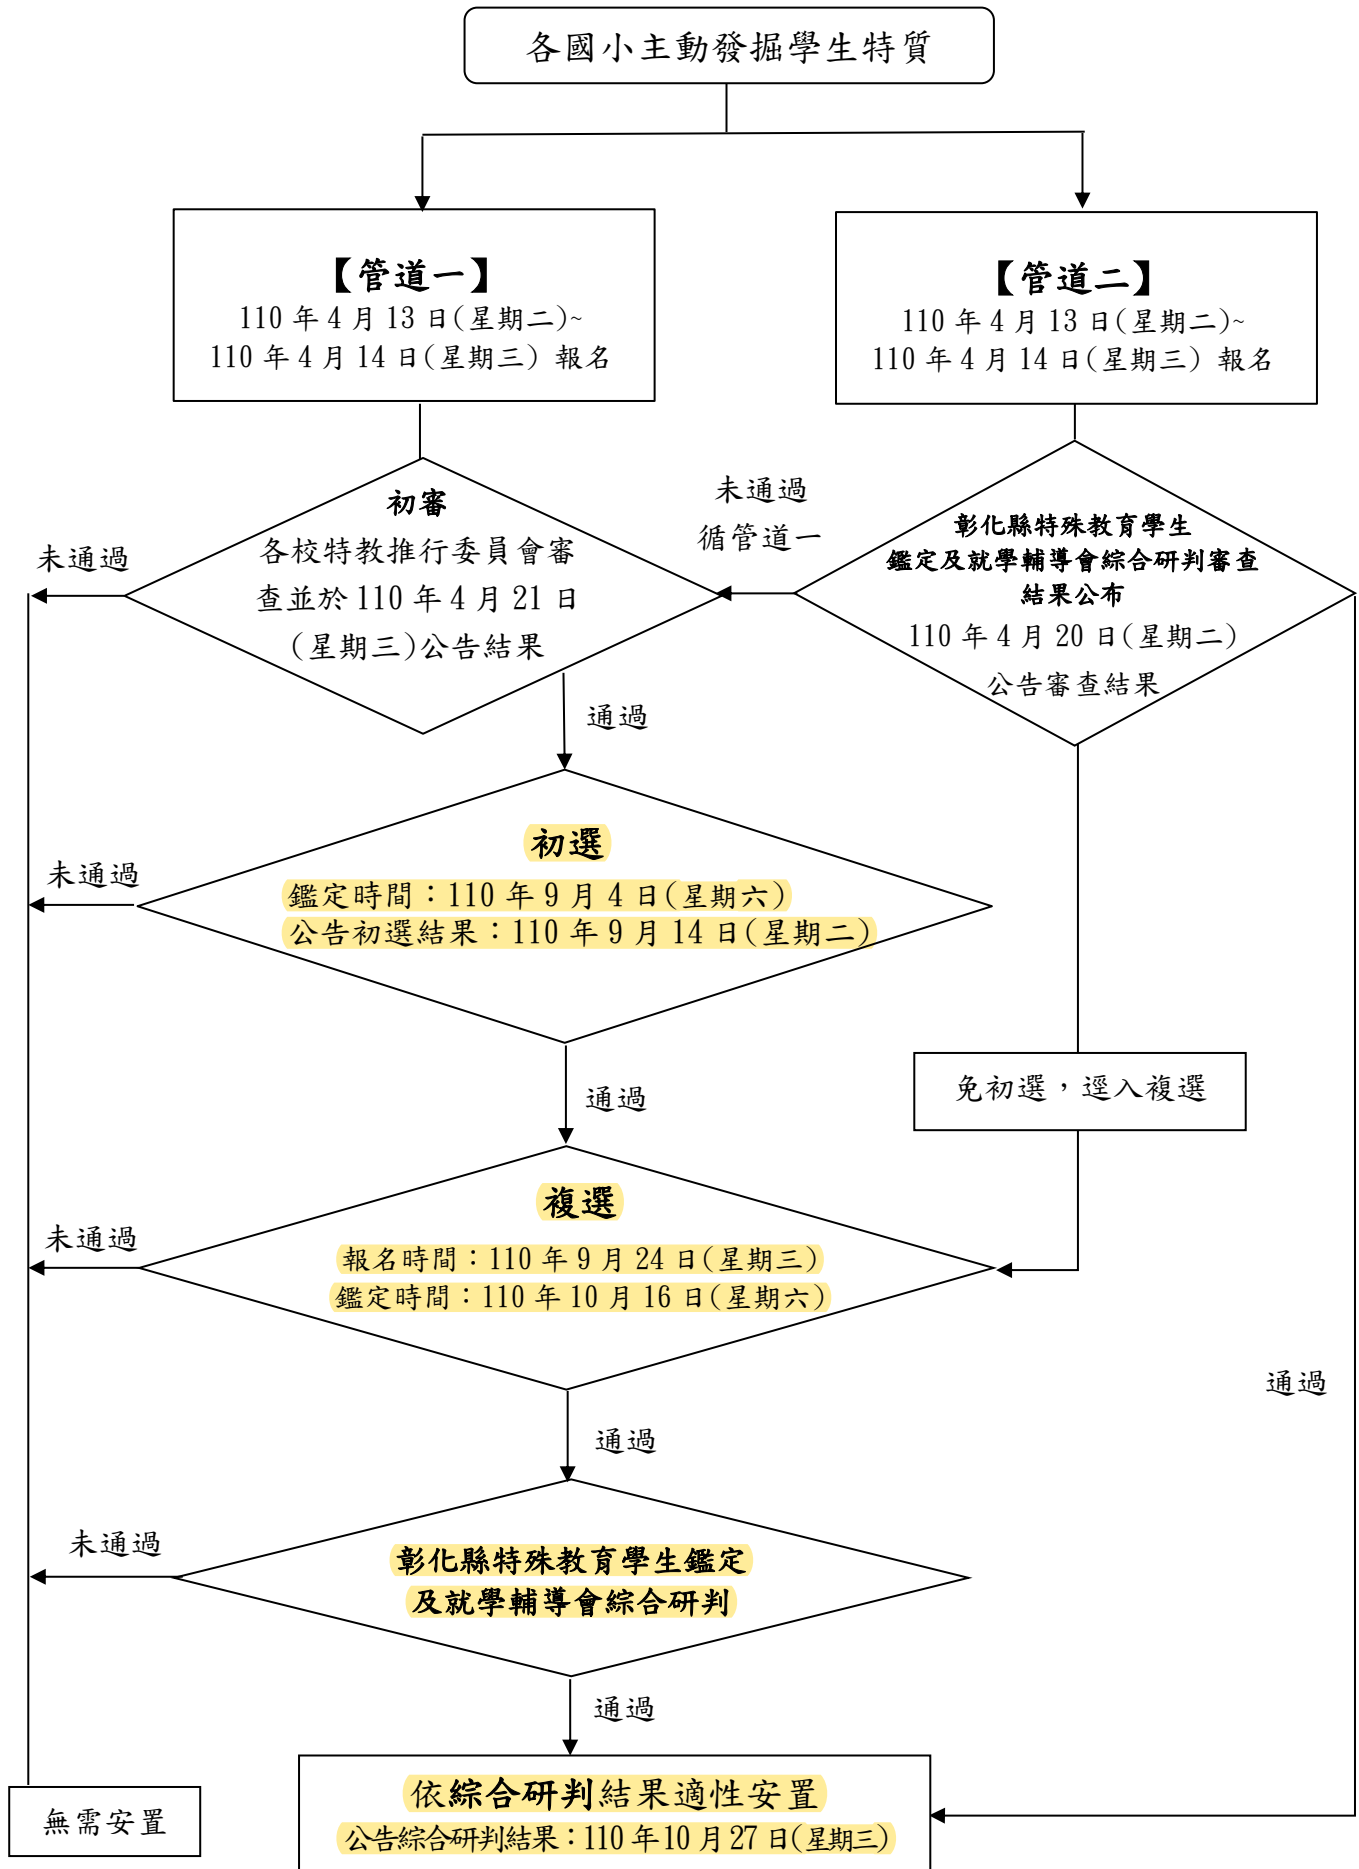 各國小主動發掘學生特質
【管道一】
110 年 4 月 13 日(星期二)~
110 年 4 月 14 日(星期三) 報名
【管道二】
110 年 4 月 13 日(星期二)~
110 年 4 月 14 日(星期三) 報名
初審
各校特教推行委員會審
查並於 110 年 4 月 21 日
(星期三)公告結果
未通過
未通過
循管道一
彰化縣特殊教育學生
鑑定及就學輔導會綜合研判審查
結果公布
110 年 4 月 20 日(星期二)
公告審查結果
通過
初選
鑑定時間：110 年 9 月 4 日(星期六)
公告初選結果：110 年 9 月 14 日(星期二)
未通過
通過
免初選，逕入複選
複選
報名時間：110 年 9 月 24 日(星期三)
鑑定時間：110 年 10 月 16 日(星期六)
未通過
通過
通過
彰化縣特殊教育學生鑑定
及就學輔導會綜合研判
未通過
通過
依綜合研判結果適性安置
公告綜合研判結果：110 年 10 月 27 日(星期三)
無需安置